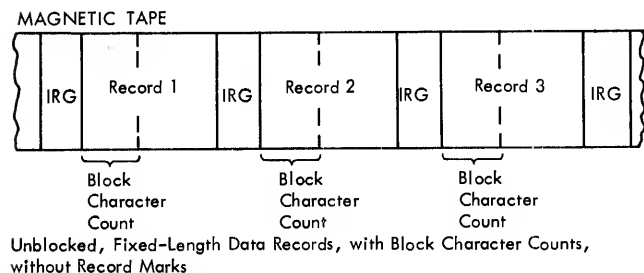 MAGNETIC TAPE
IRG Record 1 IRG Record 2 IRG Record 3 IRG
Block Block Block
Character Character Character
Count Count Count
Unblocked, Fixed-Length Data Records, with Block Character Counts,
without Record Marks